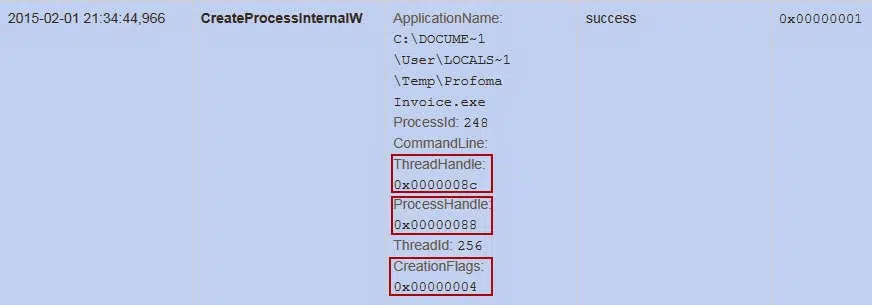 2015-02-01 21:34:44,966 CreateProcessInternalW ApplicationName: success 0x00000001
C:\DOCUME~1
\User\LOCALS~1
\Temp\Profoma
Invoice.exe
ProcessId: 248
CommandLine:
ThreadHandle:
0x0000008c
ProcessHandle:
0x00000088
ThreadId: 256
CreationFlags:
0x00000004